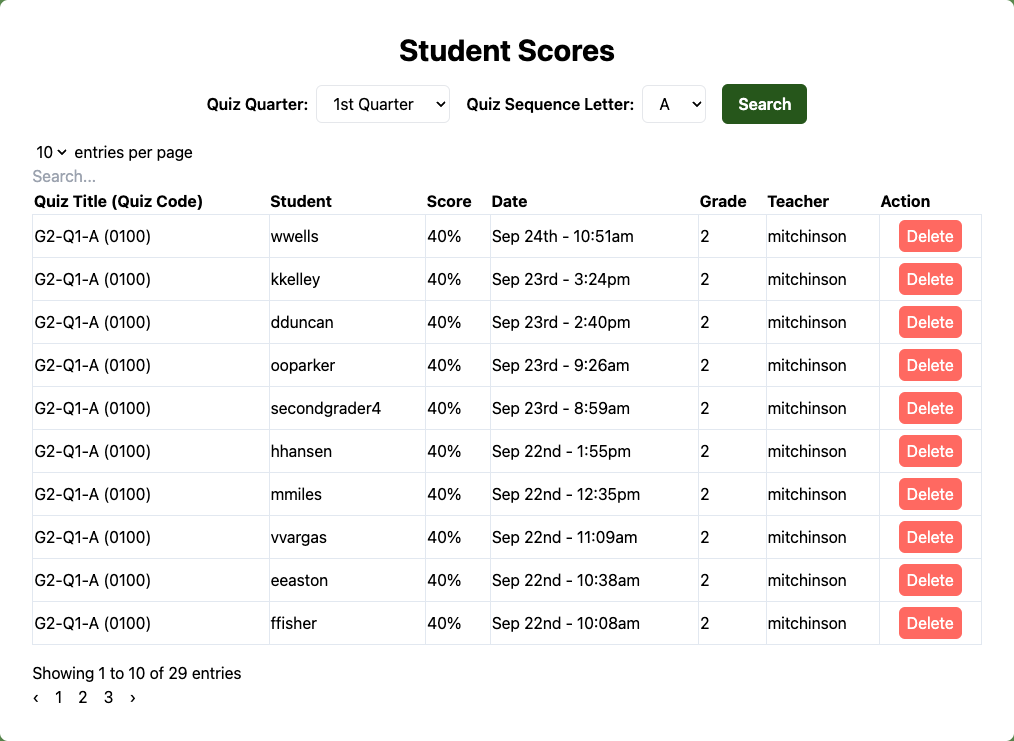 Student Scores
Quiz Quarter: 1st Quarter Quiz Sequence Letter: A Search
10 entries per page
Search...
Quiz Title (Quiz Code) Student Score Date Grade Teacher Action
G2-Q1-A (0100) wwells 40% Sep 24th - 10:51am 2 mitchinson Delete
G2-Q1-A (0100) kkelley 40% Sep 23rd - 3:24pm 2 mitchinson Delete
G2-Q1-A (0100) dduncan 40% Sep 23rd - 2:40pm 2 mitchinson Delete
G2-Q1-A (0100) ooparker 40% Sep 23rd - 9:26am 2 mitchinson Delete
G2-Q1-A (0100) secondgrader4 40% Sep 23rd - 8:59am 2 mitchinson Delete
G2-Q1-A (0100) hhansen 40% Sep 22nd - 1:55pm 2 mitchinson Delete
G2-Q1-A (0100) mmiles 40% Sep 22nd - 12:35pm 2 mitchinson Delete
G2-Q1-A (0100) vvargas 40% Sep 22nd - 11:09am 2 mitchinson Delete
G2-Q1-A (0100) eeaston 40% Sep 22nd - 10:38am 2 mitchinson Delete
G2-Q1-A (0100) ffisher 40% Sep 22nd - 10:08am 2 mitchinson Delete
Showing 1 to 10 of 29 entries
‹ 1 2 3 ›